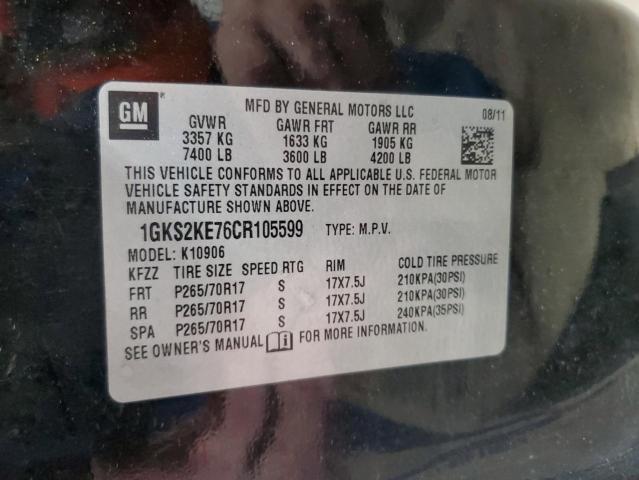 GM
MFD BY GENERAL MOTORS LLC
08/11
GVWR GAWR FRT GAWR RR
3357 KG 1633 KG 1905 KG
7400 LB 3600 LB 4200 LB
THIS VEHICLE CONFORMS TO ALL APPLICABLE U.S. FEDERAL MOTOR
VEHICLE SAFETY STANDARDS IN EFFECT ON THE DATE OF
MANUFACTURE SHOWN ABOVE.
1GKS2KE76CR105599 TYPE: M.P.V.
MODEL: K10906
KFZZ TIRE SIZE SPEED RTG RIM COLD TIRE PRESSURE
FRT P265/70R17 S 17X7.5J 210KPA(30PSI)
RR P265/70R17 S 17X7.5J 210KPA(30PSI)
SPA P265/70R17 S 17X7.5J 240KPA(35PSI)
SEE OWNER'S MANUAL i FOR MORE INFORMATION.